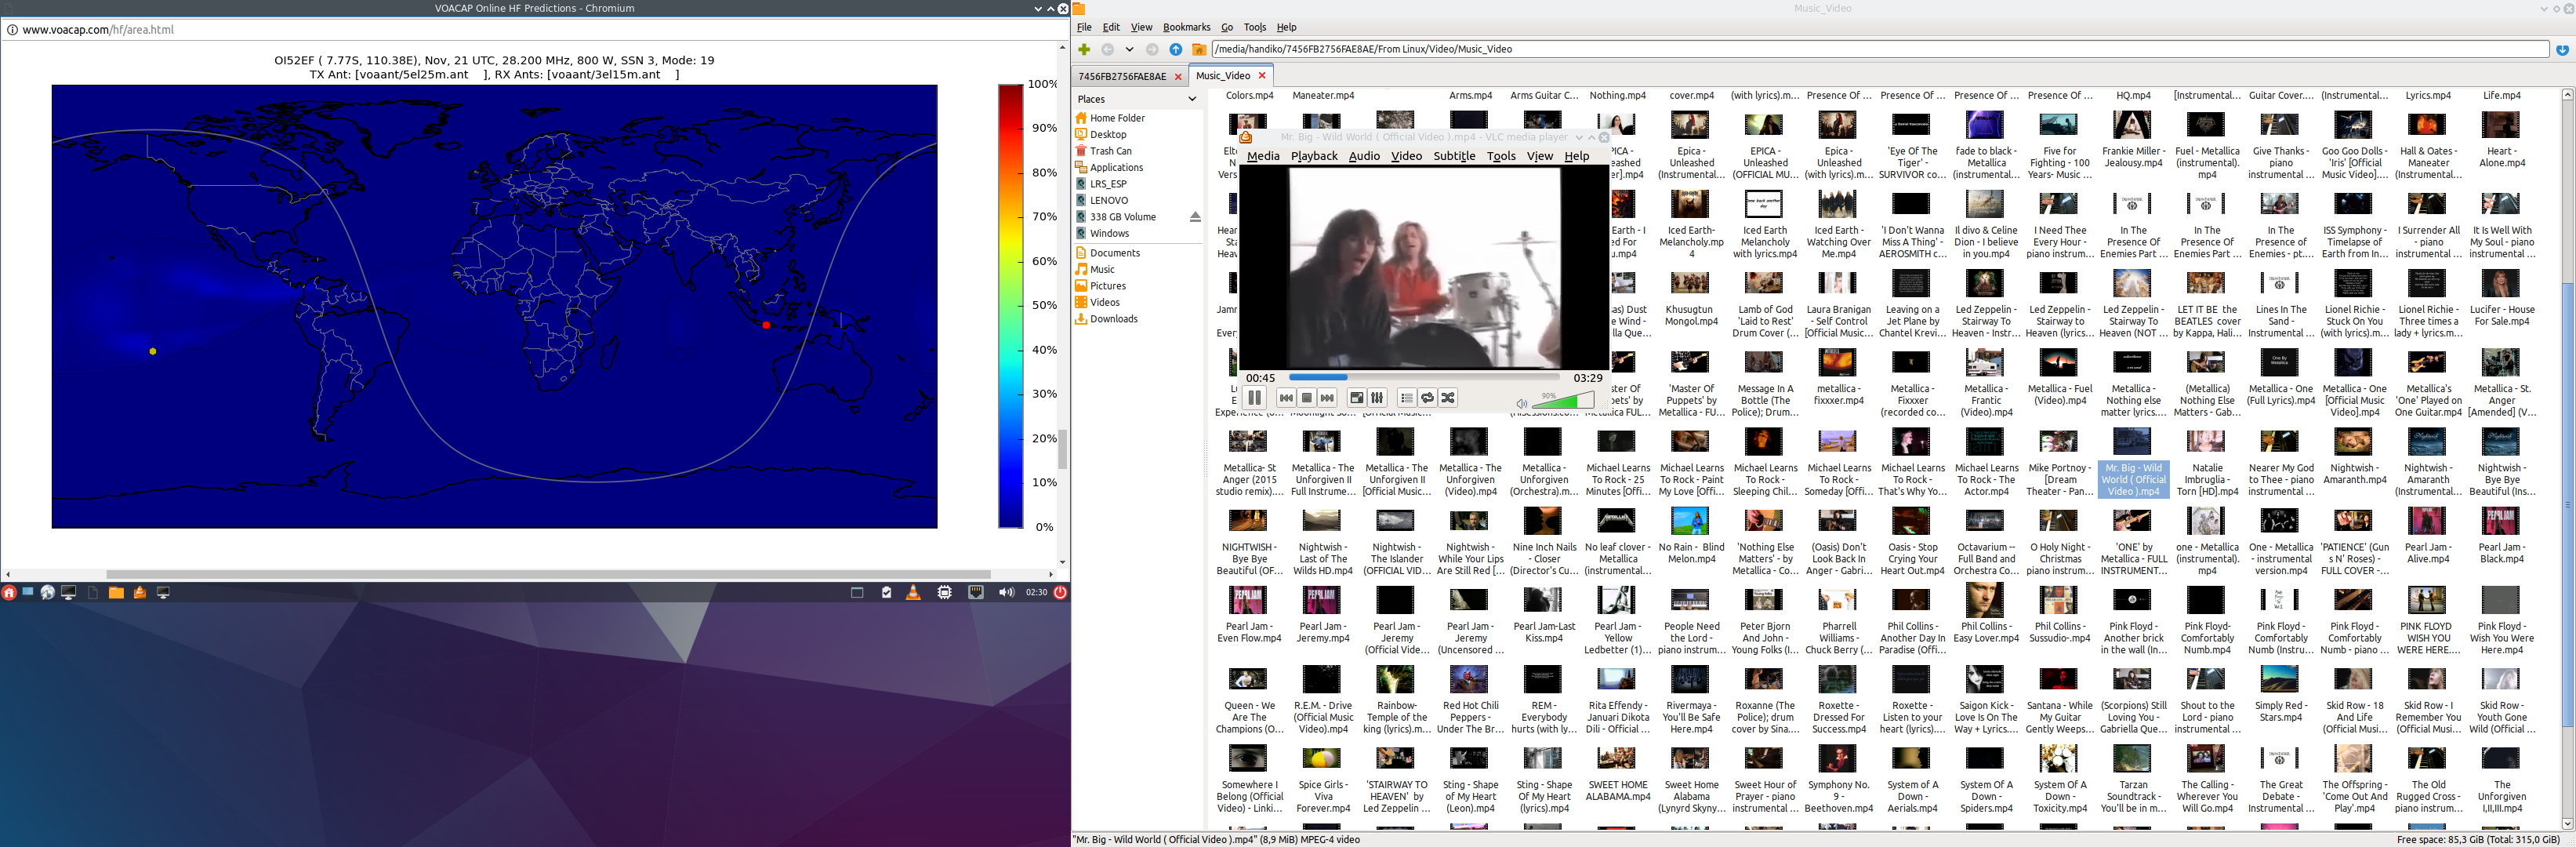 VOACAP Online HF Predictions - Chromium
www.voacap.com/hf/area.html
OI52EF ( 7.77S, 110.38E), Nov, 21 UTC, 28.200 MHz, 800 W, SSN 3, Mode: 19
TX Ant: [voaant/5el25m.ant ], RX Ants: [voaant/3el15m.ant ]
100%
90%
80%
70%
60%
50%
40%
30%
20%
10%
0%
02:30
Music_Video
File Edit View Bookmarks Go Tools Help
/media/handiko/7456FB2756FAE8AE/From Linux/Video/Music_Video
7456FB2756FAE8AE Music_Video
Places
Home Folder
Desktop
Trash Can
Applications
LRS_ESP
LENOVO
338 GB Volume
Windows
Documents
Music
Pictures
Videos
Downloads
Mr. Big - Wild World ( Official Video ).mp4 - VLC media player
Media Playback Audio Video Subtitle Tools View Help
00:45 03:29
90%
Colors.mp4 Maneater.mp4 Arms.mp4 Arms Guitar C... Nothing.mp4 cover.mp4 (with lyrics).m... Presence Of ... Presence Of ... Presence Of ... Presence Of ... HQ.mp4 [Instrumental... Guitar Cover.... (Instrumental... Lyrics.mp4 Life.mp4
Epica - Unleashed (Instrumental...
EPICA - Unleashed (OFFICIAL MU...
Epica - Unleashed (with lyrics).m...
'Eye Of The Tiger' - SURVIVOR co...
fade to black - Metallica (instrumental...
Five for Fighting - 100 Years- Music ...
Frankie Miller - Jealousy.mp4
Fuel - Metallica (instrumental).mp4
Give Thanks - piano instrumental ...
Goo Goo Dolls - 'Iris' [Official Music Video]....
Hall & Oates - Maneater (Instrumental...
Heart - Alone.mp4
Iced Earth- Melancholy.mp4
Iced Earth Melancholy with lyrics.mp4
Iced Earth - Watching Over Me.mp4
'I Don't Wanna Miss A Thing' - AEROSMITH c...
Il divo & Celine Dion - I believe in you.mp4
I Need Thee Every Hour - piano instrum...
In The Presence Of Enemies Part ...
In The Presence Of Enemies Part ...
In The Presence of Enemies - pt....
ISS Symphony - Timelapse of Earth from In...
I Surrender All - piano instrumental ...
It Is Well With My Soul - piano instrumental ...
Khusugtun Mongol.mp4
Lamb of God 'Laid to Rest' Drum Cover (...
Laura Branigan - Self Control [Official Music...
Leaving on a Jet Plane by Chantel Krevi...
Led Zeppelin - Stairway To Heaven - Instr...
Led Zeppelin - Stairway to Heaven (lyrics)....
Led Zeppelin - Stairway To Heaven (NOT ...
LET IT BE the BEATLES cover by Kappa, Hali...
Lines In The Sand - Instrumental ...
Lionel Richie - Stuck On You (with lyrics).m...
Lionel Richie - Three times a lady + lyrics.m...
Lucifer - House For Sale.mp4
'Master Of Puppets' by Metallica - FU...
Message In A Bottle (The Police); Drum...
metallica - fixxxer.mp4
Metallica - Fixxxer (recorded co...
Metallica - Frantic (Video).mp4
Metallica - Fuel (Video).mp4
Metallica - Nothing else matter lyrics....
(Metallica) Nothing Else Matters - Gab...
Metallica - One (Full Lyrics).mp4
Metallica - One [Official Music Video].mp4
Metallica's 'One' Played on One Guitar.mp4
Metallica - St. Anger [Amended] (V...
Metallica- St Anger (2015 studio remix)....
Metallica - The Unforgiven II Full Instrume...
Metallica - The Unforgiven II [Official Music...
Metallica - The Unforgiven (Video).mp4
Metallica - Unforgiven (Orchestra).m...
Michael Learns To Rock - 25 Minutes [Offi...
Michael Learns To Rock - Paint My Love [Offi...
Michael Learns To Rock - Sleeping Chil...
Michael Learns To Rock - Someday [Offi...
Michael Learns To Rock - That's Why Yo...
Michael Learns To Rock - The Actor.mp4
Mike Portnoy - [Dream Theater - Pan...
Mr. Big - Wild World ( Official Video ).mp4
Natalie Imbruglia - Torn [HD].mp4
Nearer My God to Thee - piano instrumental ...
Nightwish - Amaranth.mp4
Nightwish - Amaranth (Instrumental...
Nightwish - Bye Bye Beautiful (Ins...
NIGHTWISH - Bye Bye Beautiful (OF...
Nightwish - Last of The Wilds HD.mp4
Nightwish - The Islander (OFFICIAL VID...
Nightwish - While Your Lips Are Still Red [...
Nine Inch Nails - Closer (Director's Cu...
No leaf clover - Metallica (instrumental...
No Rain - Blind Melon.mp4
'Nothing Else Matters' - by Metallica - Co...
(Oasis) Don't Look Back In Anger - Gabri...
Oasis - Stop Crying Your Heart Out.mp4
Octavarium -- Full Band and Orchestra Co...
O Holy Night - Christmas piano instrum...
'ONE' by Metallica - FULL INSTRUMENT...
one - Metallica (instrumental).mp4
One - Metallica - instrumental version.mp4
'PATIENCE' (Gun s N' Roses) - FULL COVER -...
Pearl Jam - Alive.mp4
Pearl Jam - Black.mp4
Pearl Jam - Even Flow.mp4
Pearl Jam - Jeremy.mp4
Pearl Jam - Jeremy (Official Vide...
Pearl Jam - Jeremy (Uncensored ...
Pearl Jam-Last Kiss.mp4
Pearl Jam - Yellow Ledbetter (1)....
People Need the Lord - piano instrum...
Peter Bjorn And John - Young Folks (I...
Pharrell Williams - Chuck Berry (...
Phil Collins - Another Day In Paradise (Offi...
Phil Collins - Easy Lover.mp4
Phil Collins - Sussudio-.mp4
Pink Floyd - Another brick in the wall (In...
Pink Floyd- Comfortably Numb.mp4
Pink Floyd - Comfortably Numb (Instru...
Pink Floyd - Comfortably Numb - piano ...
PINK FLOYD WISH YOU WERE HERE....
Pink Floyd - Wish You Were Here.mp4
Queen - We Are The Champions (O...
R.E.M. - Drive (Official Music Video).mp4
Rainbow- Temple of the king (lyrics).m...
Red Hot Chili Peppers - Under The Br...
REM - Everybody hurts (with ly...
Rita Effendy - Januari Dikota Dili - Official ...
Rivermaya - You'll Be Safe Here.mp4
Roxanne (The Police); drum cover by Sina....
Roxette - Dressed For Success.mp4
Roxette - Listen to your heart (lyrics)....
Saigon Kick - Love Is On The Way + Lyrics....
Santana - While My Guitar Gently Weeps...
(Scorpions) Still Loving You - Gabriella Que...
Shout to the Lord - piano instrumental ...
Simply Red - Stars.mp4
Skid Row - 18 And Life (Official Musi...
Skid Row - I Remember You (Official Musi...
Skid Row - Youth Gone Wild (Official ...
Somewhere I Belong (Official Video) - Linki...
Spice Girls - Viva Forever.mp4
'STAIRWAY TO HEAVEN' by Led Zeppelin ...
Sting - Shape of My Heart (Leon).mp4
Sting - Shape Of My Heart (lyrics).mp4
SWEET HOME ALABAMA.mp4
Sweet Home Alabama (Lynyrd Skyny...
Sweet Hour of Prayer - piano instrumental ...
Symphony No. 9 - Beethoven.mp4
System of A Down - Aerials.mp4
System Of A Down - Spiders.mp4
System Of A Down - Toxicity.mp4
Tarzan Soundtrack - You'll be in m...
The Calling - Wherever You Will Go.mp4
The Great Debate - Instrumental ...
The Offspring - 'Come Out And Play'.mp4
The Old Rugged Cross - piano instrum...
The Unforgiven I,II,III.mp4
"Mr. Big - Wild World ( Official Video ).mp4" (8,9 MiB) MPEG-4 video
Free space: 85,3 GiB (Total: 315,0 GiB)